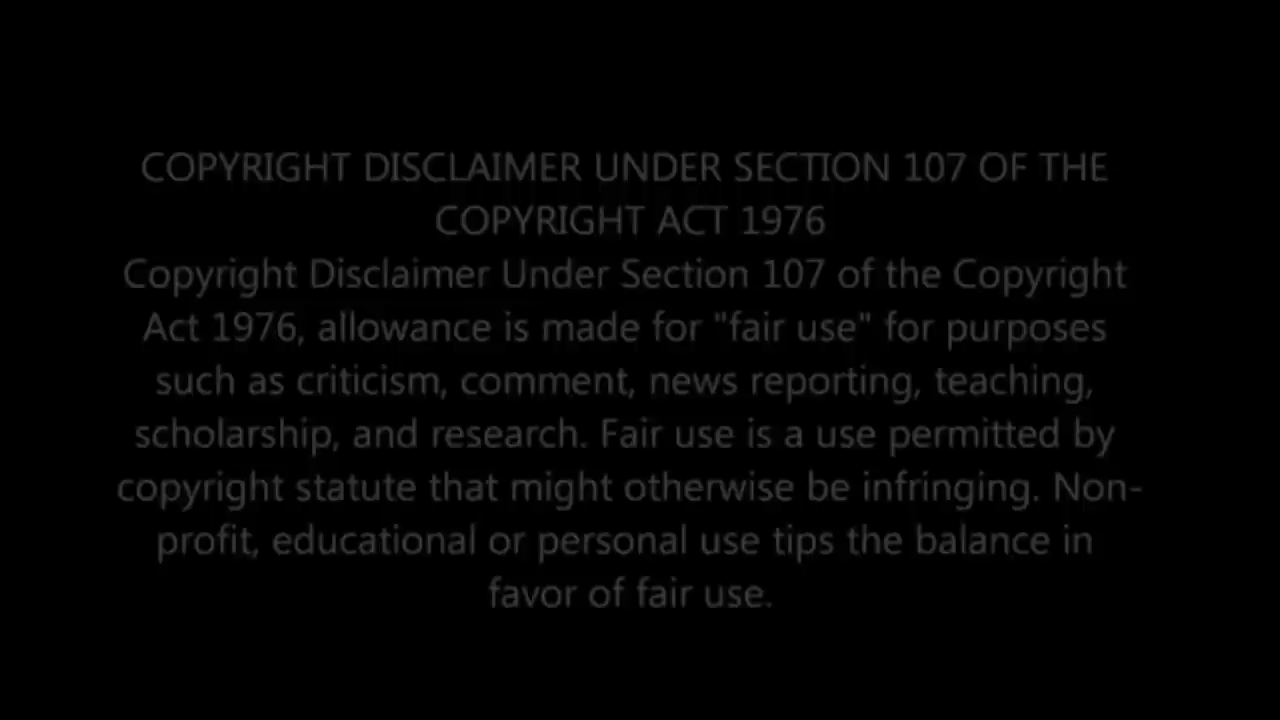 COPYRIGHT DISCLAIMER UNDER SECTION 107 OF THE
COPYRIGHT ACT 1976
Copyright Disclaimer Under Section 107 of the Copyright
Act 1976, allowance is made for "fair use" for purposes
such as criticism, comment, news reporting, teaching,
scholarship, and research. Fair use is a use permitted by
copyright statute that might otherwise be infringing. Non-
profit, educational or personal use tips the balance in
favor of fair use.